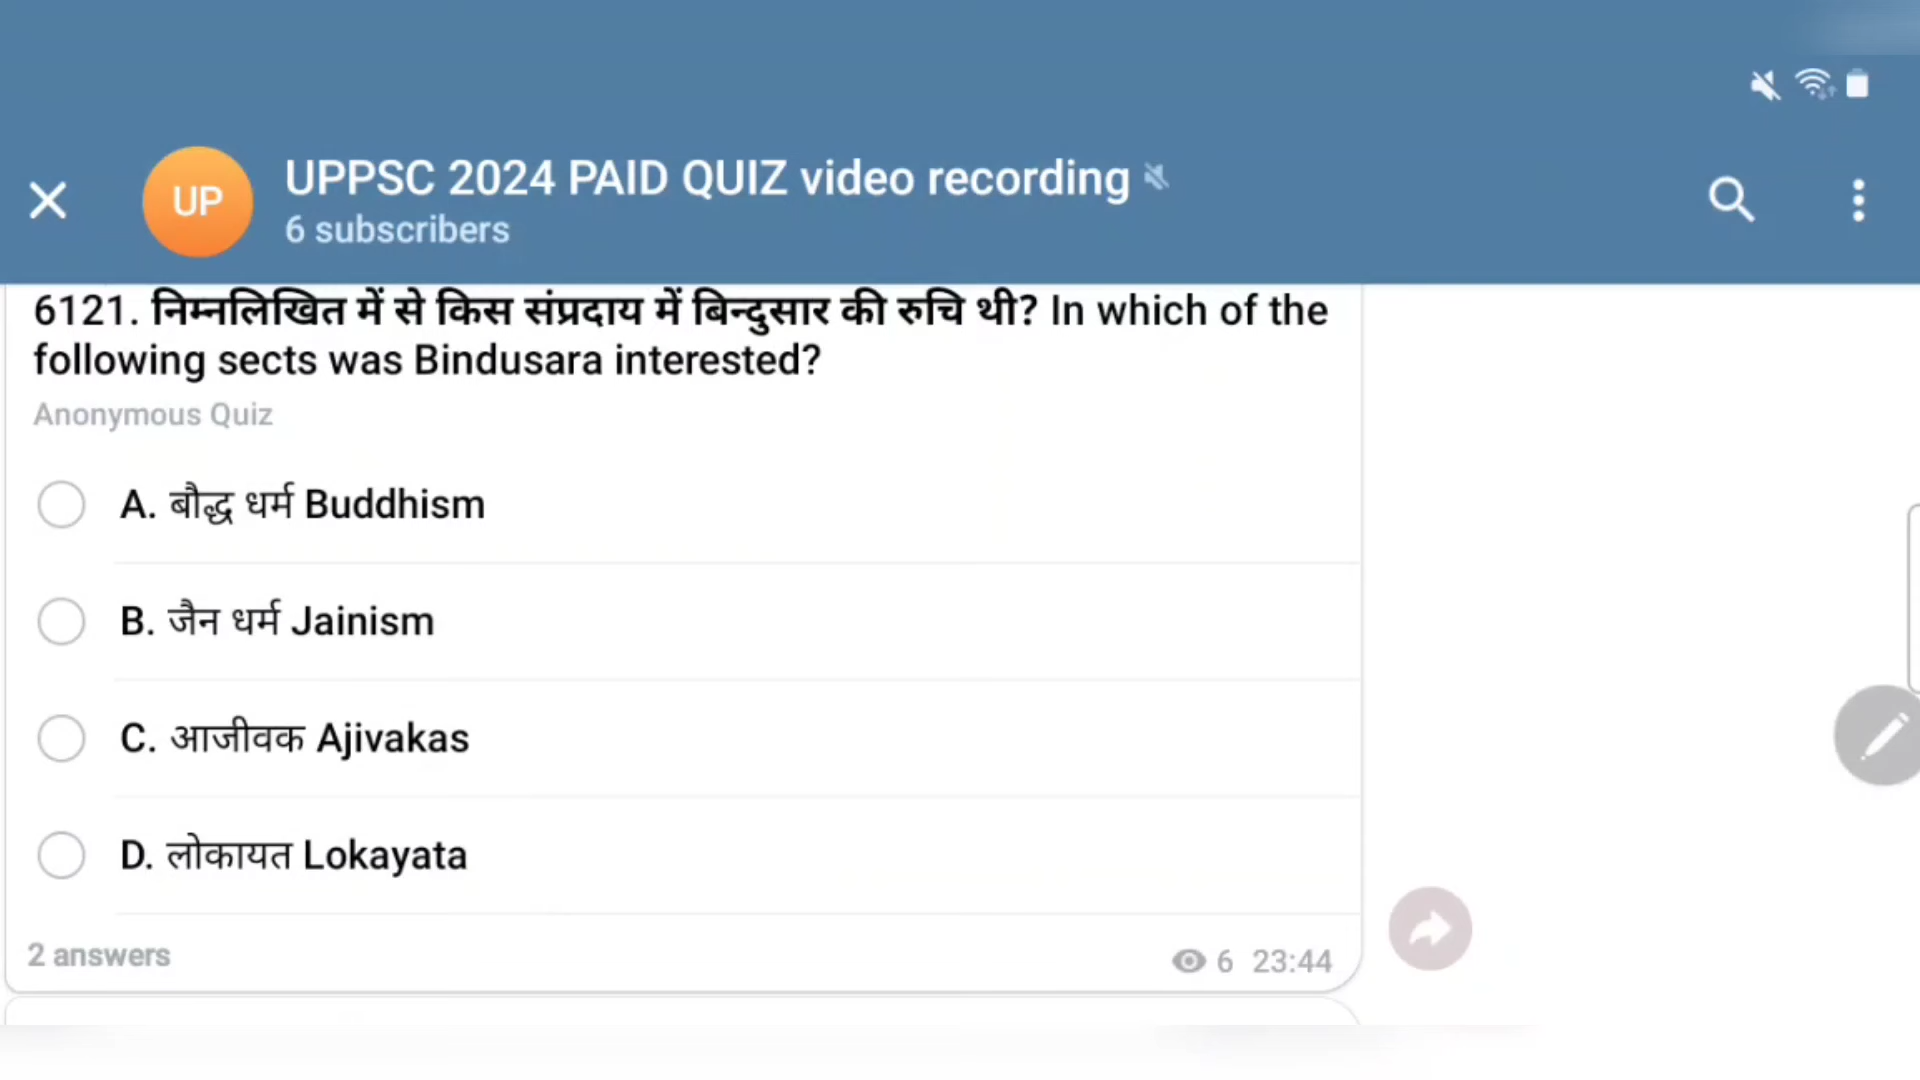 UP
UPPSC 2024 PAID QUIZ video recording
6 subscribers
6121. निम्नलिखित में से किस संप्रदाय में बिन्दुसार की रुचि थी? In which of the
following sects was Bindusara interested?
Anonymous Quiz
A. बौद्ध धर्म Buddhism
B. जैन धर्म Jainism
C. आजीवक Ajivakas
D. लोकायत Lokayata
2 answers
6 23:44